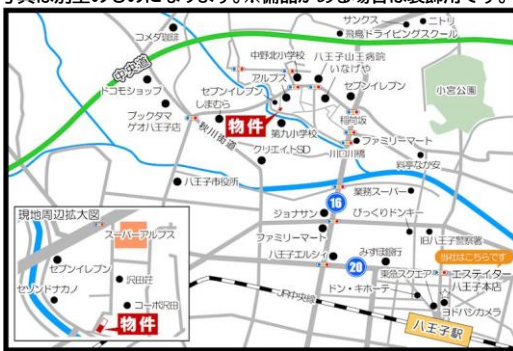 写真は別室のものになります。※備品がある場合は装飾用です。
サンクス
ニトリ
飛鳥ドライビングスクール
コメダ珈琲
中央道
中野北小学校
八王子山王病院
アルプス
いなげや
セブンイレブン
セブンイレブン
小宮公園
ドコモショップ
しまむら
ブックタマ
ゲオ八王子店
物件
第九小学校
稲荷坂
秋川街道
ファミリーマート
クリエイトSD
川口川橋
料亭なか安
八王子市役所
業務スーパー
16
現地周辺拡大図
ジョナサン
びっくりドンキー
スーパーアルプス
ファミリーマート
旧八王子警察署
セブンイレブン
八王子エルシィ
みずほ銀行
当社はこちらです
20
東急スクエア
エステイター
八王子本店
沢田荘
セゾンドナカノ
JR中央線
ドン・キホーテ
コーポ沢田
ヨドバシカメラ
物件
八王子駅